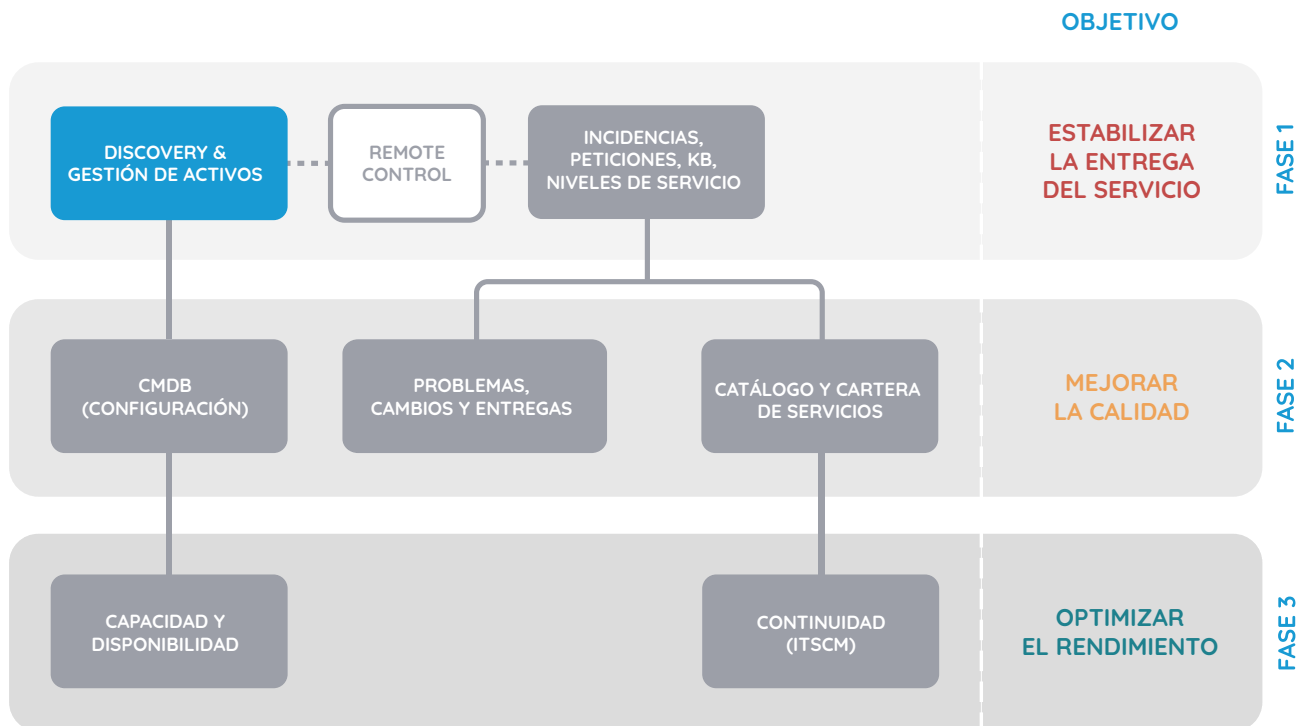 OBJETIVO
DISCOVERY &
GESTIÓN DE ACTIVOS
REMOTE
CONTROL
INCIDENCIAS,
PETICIONES, KB,
NIVELES DE SERVICIO
ESTABILIZAR
LA ENTREGA
DEL SERVICIO
FASE 1
CMDB
(CONFIGURACIÓN)
PROBLEMAS,
CAMBIOS Y ENTREGAS
CATÁLOGO Y CARTERA
DE SERVICIOS
MEJORAR
LA CALIDAD
FASE 2
CAPACIDAD Y
DISPONIBILIDAD
CONTINUIDAD
(ITSCM)
OPTIMIZAR
EL RENDIMIENTO
FASE 3